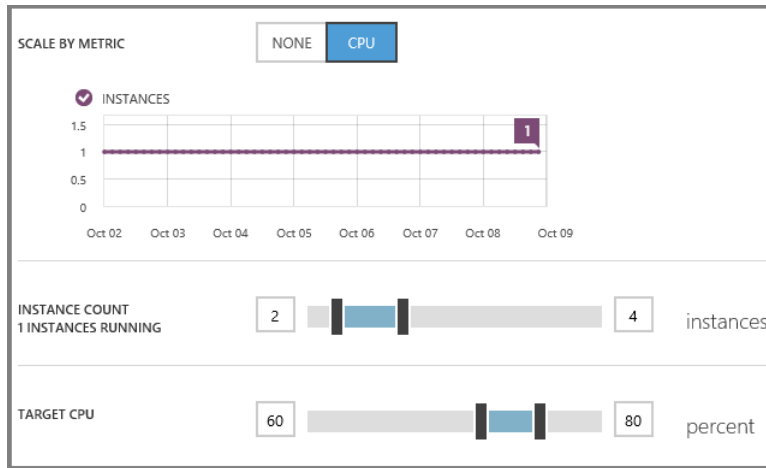 SCALE BY METRIC
NONE CPU
INSTANCES
1.5
1
0.5
0
1
Oct 02 Oct 03 Oct 04 Oct 05 Oct 06 Oct 07 Oct 08 Oct 09
INSTANCE COUNT
1 INSTANCES RUNNING
2 4 instances
TARGET CPU
60 80 percent